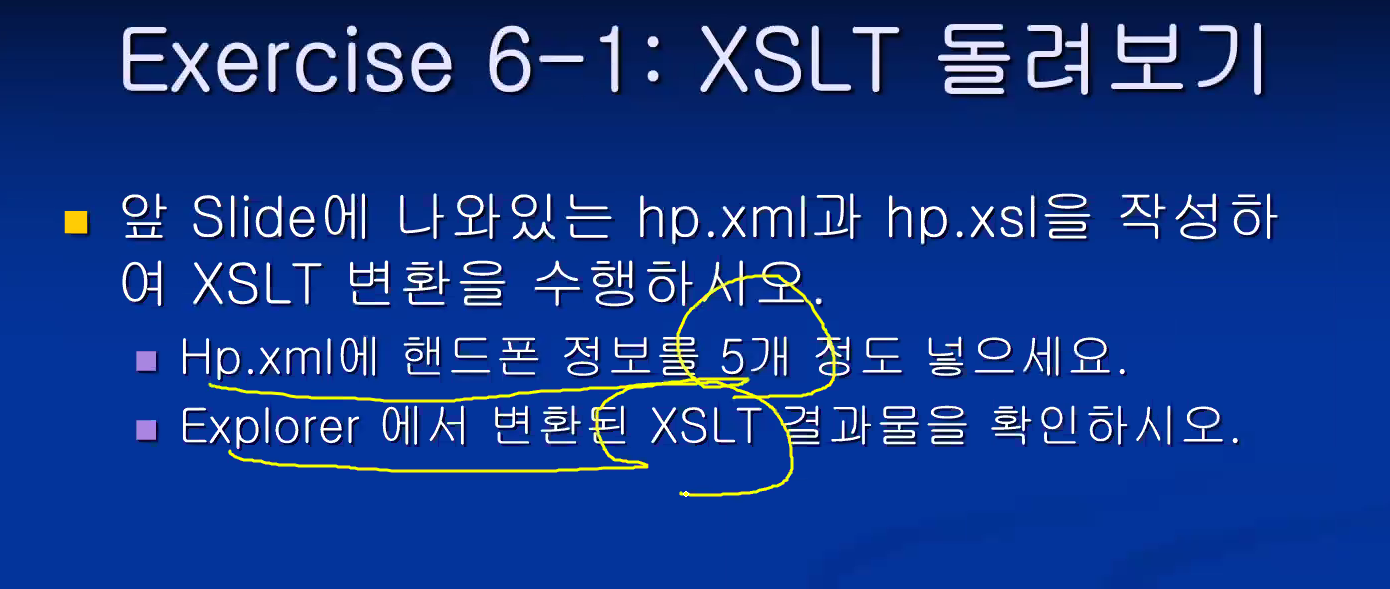 Exercise 6-1: XSLT 돌려보기
앞 Slide에 나와있는 hp.xml과 hp.xsl을 작성하
여 XSLT 변환을 수행하시오.
Hp.xml에 핸드폰 정보를 5개 정도 넣으세요.
Explorer 에서 변환된 XSLT 결과물을 확인하시오.